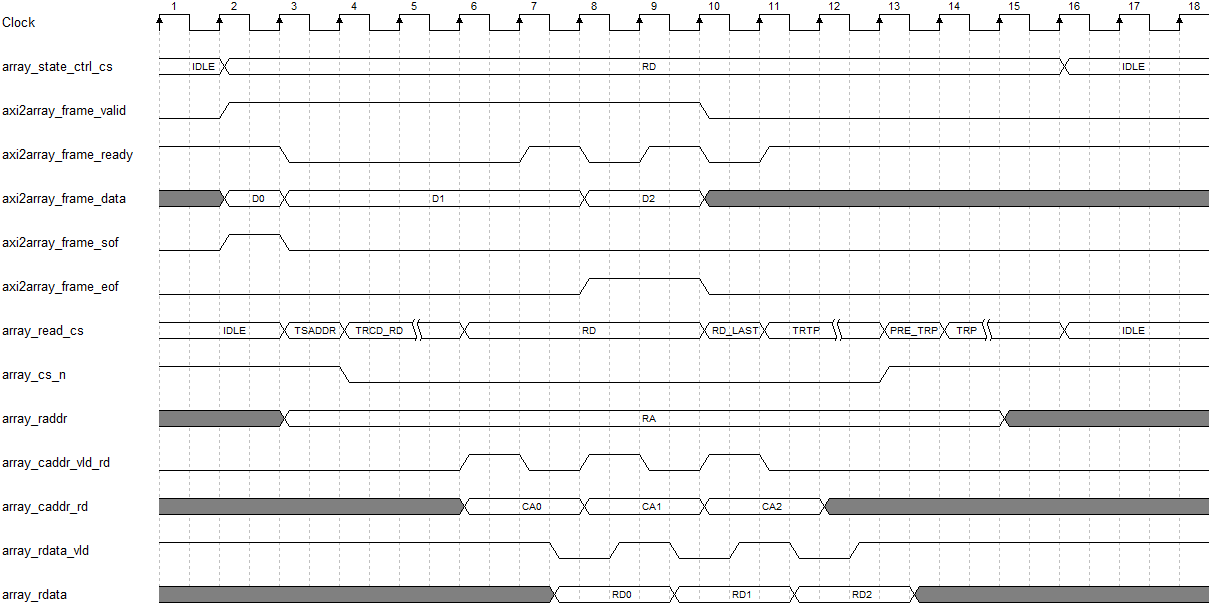 1 2 3 4 5 6 7 8 9 10 11 12 13 14 15 16 17 18
Clock
array_state_ctrl_cs IDLE RD IDLE
axi2array_frame_valid
axi2array_frame_ready
axi2array_frame_data D0 D1 D2
axi2array_frame_sof
axi2array_frame_eof
array_read_cs IDLE TSADDR TRCD_RD RD RD_LAST TRTP PRE_TRP TRP IDLE
array_cs_n
array_raddr RA
array_caddr_vld_rd
array_caddr_rd CA0 CA1 CA2
array_rdata_vld
array_rdata RD0 RD1 RD2